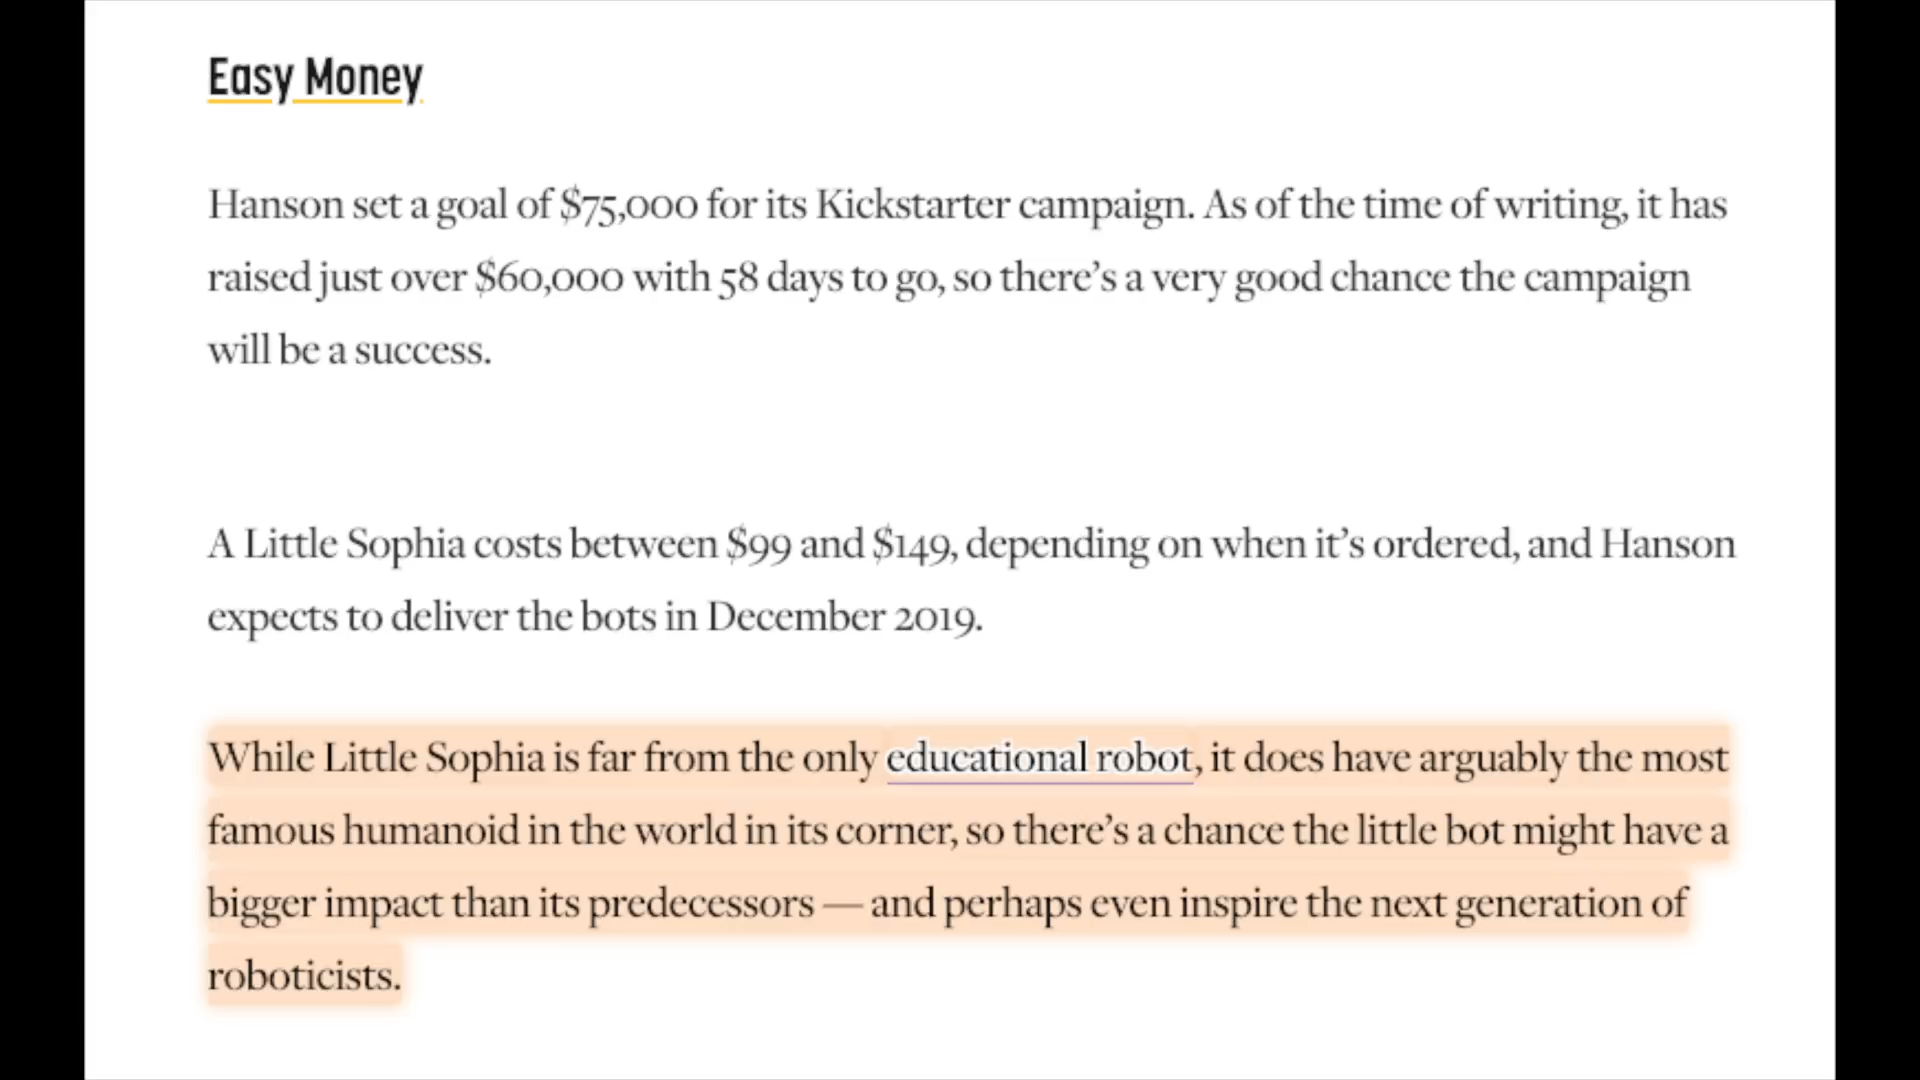 Easy Money
Hanson set a goal of $75,000 for its Kickstarter campaign. As of the time of writing, it has
raised just over $60,000 with 58 days to go, so there’s a very good chance the campaign
will be a success.
A Little Sophia costs between $99 and $149, depending on when it’s ordered, and Hanson
expects to deliver the bots in December 2019.
While Little Sophia is far from the only educational robot, it does have arguably the most
famous humanoid in the world in its corner, so there’s a chance the little bot might have a
bigger impact than its predecessors — and perhaps even inspire the next generation of
roboticists.